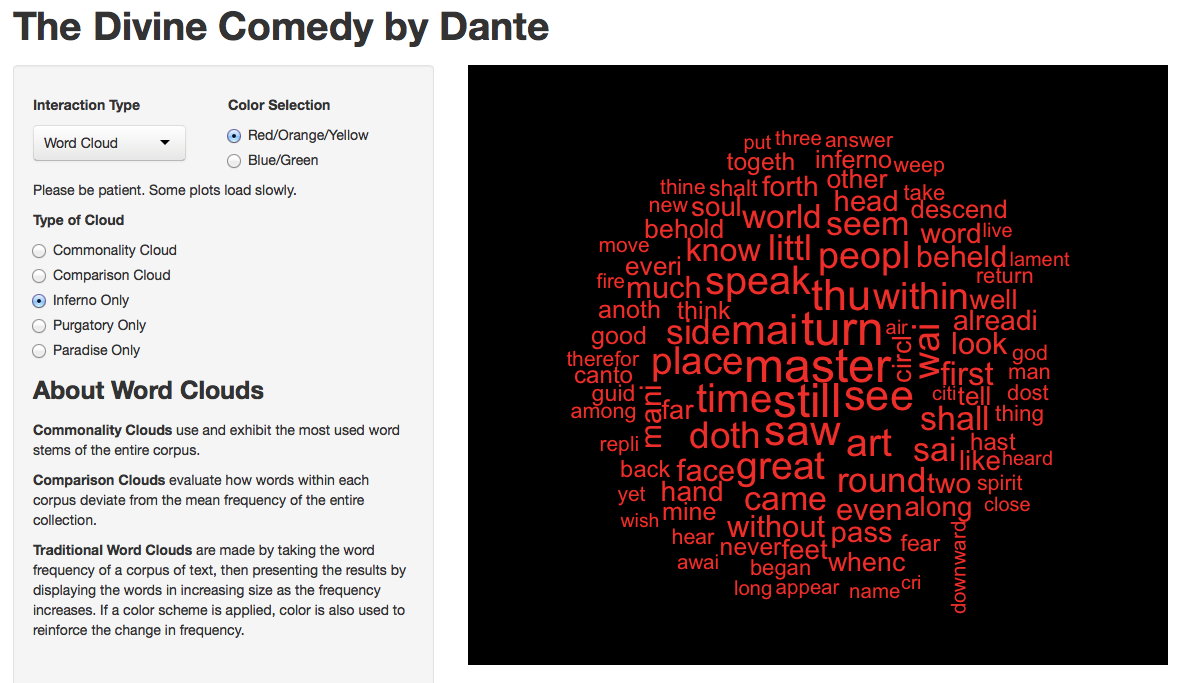 The Divine Comedy by Dante
Interaction Type
Color Selection
Word Cloud
Red/Orange/Yellow
Blue/Green
Please be patient. Some plots load slowly.
Type of Cloud
Commonality Cloud
Comparison Cloud
Inferno Only
Purgatory Only
Paradise Only
About Word Clouds
Commonality Clouds use and exhibit the most used word
stems of the entire corpus.
Comparison Clouds evaluate how words within each
corpus deviate from the mean frequency of the entire
collection.
Traditional Word Clouds are made by taking the word
frequency of a corpus of text, then presenting the results by
displaying the words in increasing size as the frequency
increases. If a color scheme is applied, color is also used to
reinforce the change in frequency.
put three answer
togeth inferno weep
thine shalt forth other take
new soul world head descend
behold seem word live
move know littl peopl beheld lament
everi return
fire much speak thu within well
anoth think
good side mai turn air alreadi
therefor place master circl wai look god
canto first man
guid mani time still see citi tell dost
among far shall thing
repli doth saw art sai hast
back face great like heard
yet hand came round two spirit
wish mine even along close
hear without pass
never feet fear
awai began whenc downward
long appear name cri